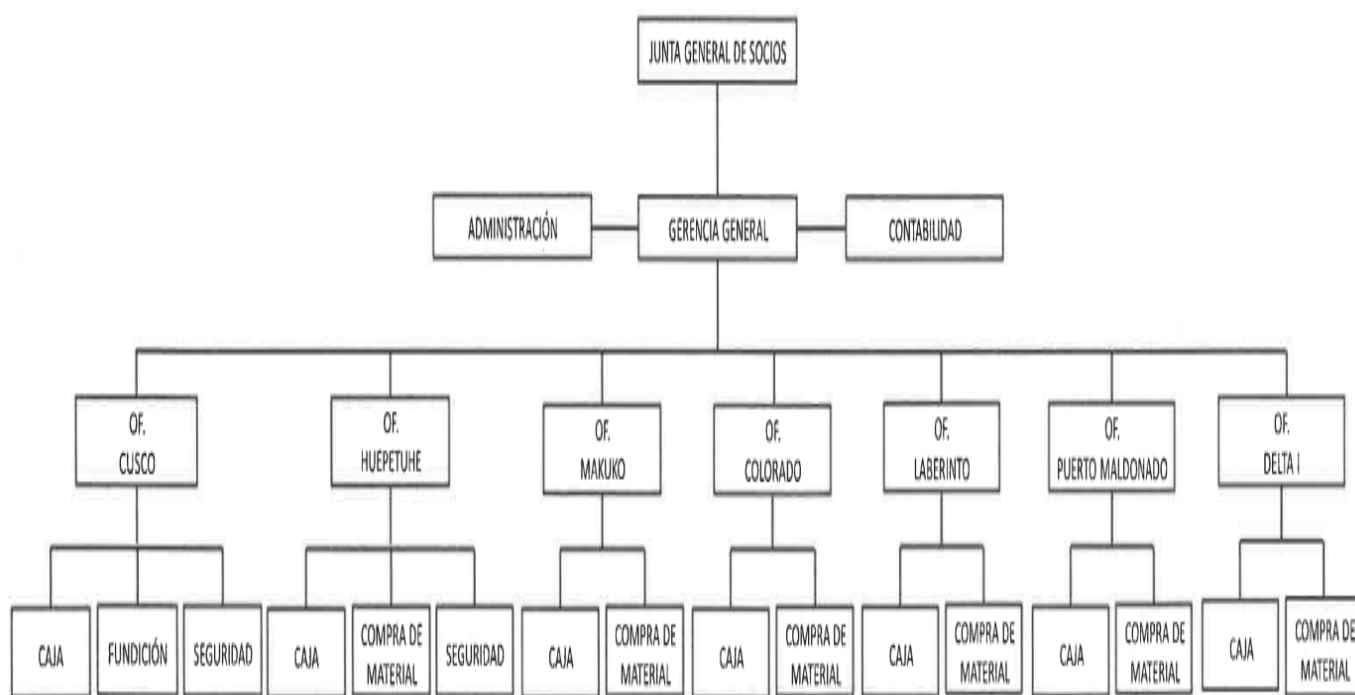 JUNTA GENERAL DE SOCIOS
ADMINISTRACIÓN
GERENCIA GENERAL
CONTABILIDAD
OF.
CUSCO
OF.
HUEPETUHE
OF.
MAKUKO
OF.
COLORADO
OF.
LABERINTO
OF.
PUERTO MALDONADO
OF.
DELTA I
CAJA
FUNDICIÓN
SEGURIDAD
CAJA
COMPRA DE
MATERIAL
SEGURIDAD
CAJA
COMPRA DE
MATERIAL
CAJA
COMPRA DE
MATERIAL
CAJA
COMPRA DE
MATERIAL
CAJA
COMPRA DE
MATERIAL
CAJA
COMPRA DE
MATERIAL